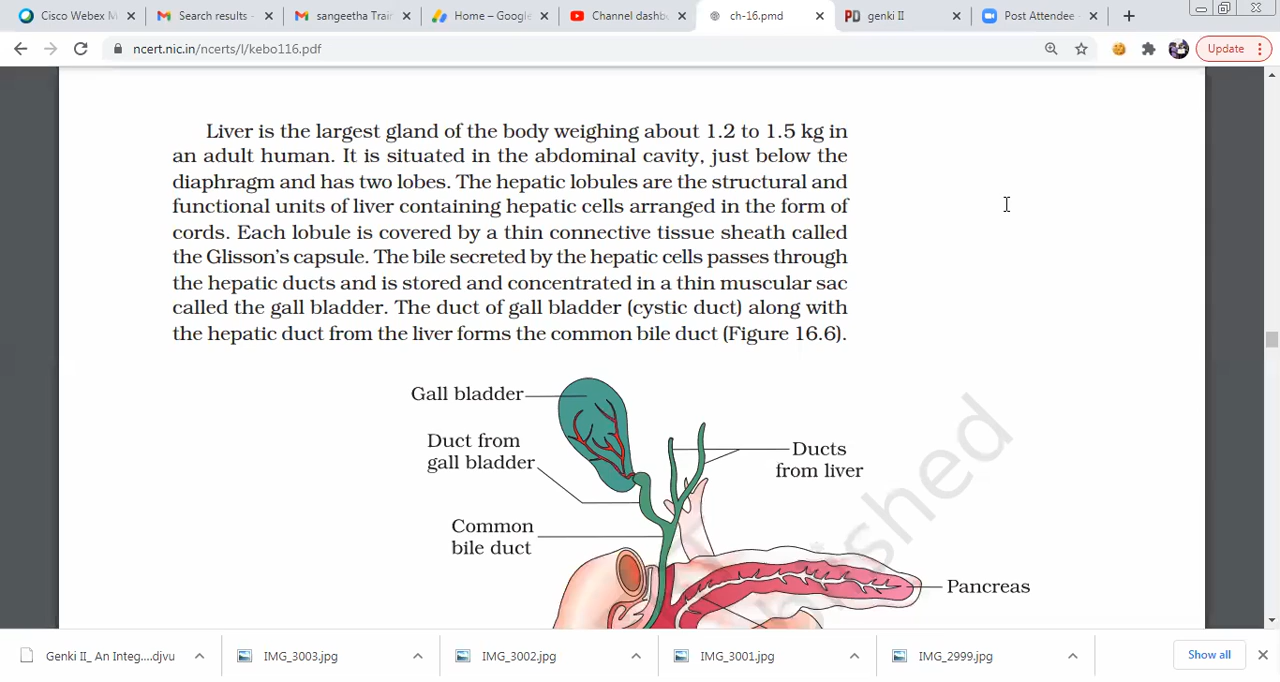 Cisco Webex M
Search results -
sangeetha Train
Home – Google
Channel dashb
ch-16.pmd
PD genki II
Post Attendee -
ncert.nic.in/ncerts/l/kebo116.pdf
Update
Liver is the largest gland of the body weighing about 1.2 to 1.5 kg in
an adult human. It is situated in the abdominal cavity, just below the
diaphragm and has two lobes. The hepatic lobules are the structural and
functional units of liver containing hepatic cells arranged in the form of
cords. Each lobule is covered by a thin connective tissue sheath called
the Glisson's capsule. The bile secreted by the hepatic cells passes through
the hepatic ducts and is stored and concentrated in a thin muscular sac
called the gall bladder. The duct of gall bladder (cystic duct) along with
the hepatic duct from the liver forms the common bile duct (Figure 16.6).
Gall bladder
Duct from
gall bladder
Ducts
from liver
Common
bile duct
Pancreas
blished
Genki II_ An Integ....djvu
IMG_3003.jpg
IMG_3002.jpg
IMG_3001.jpg
IMG_2999.jpg
Show all